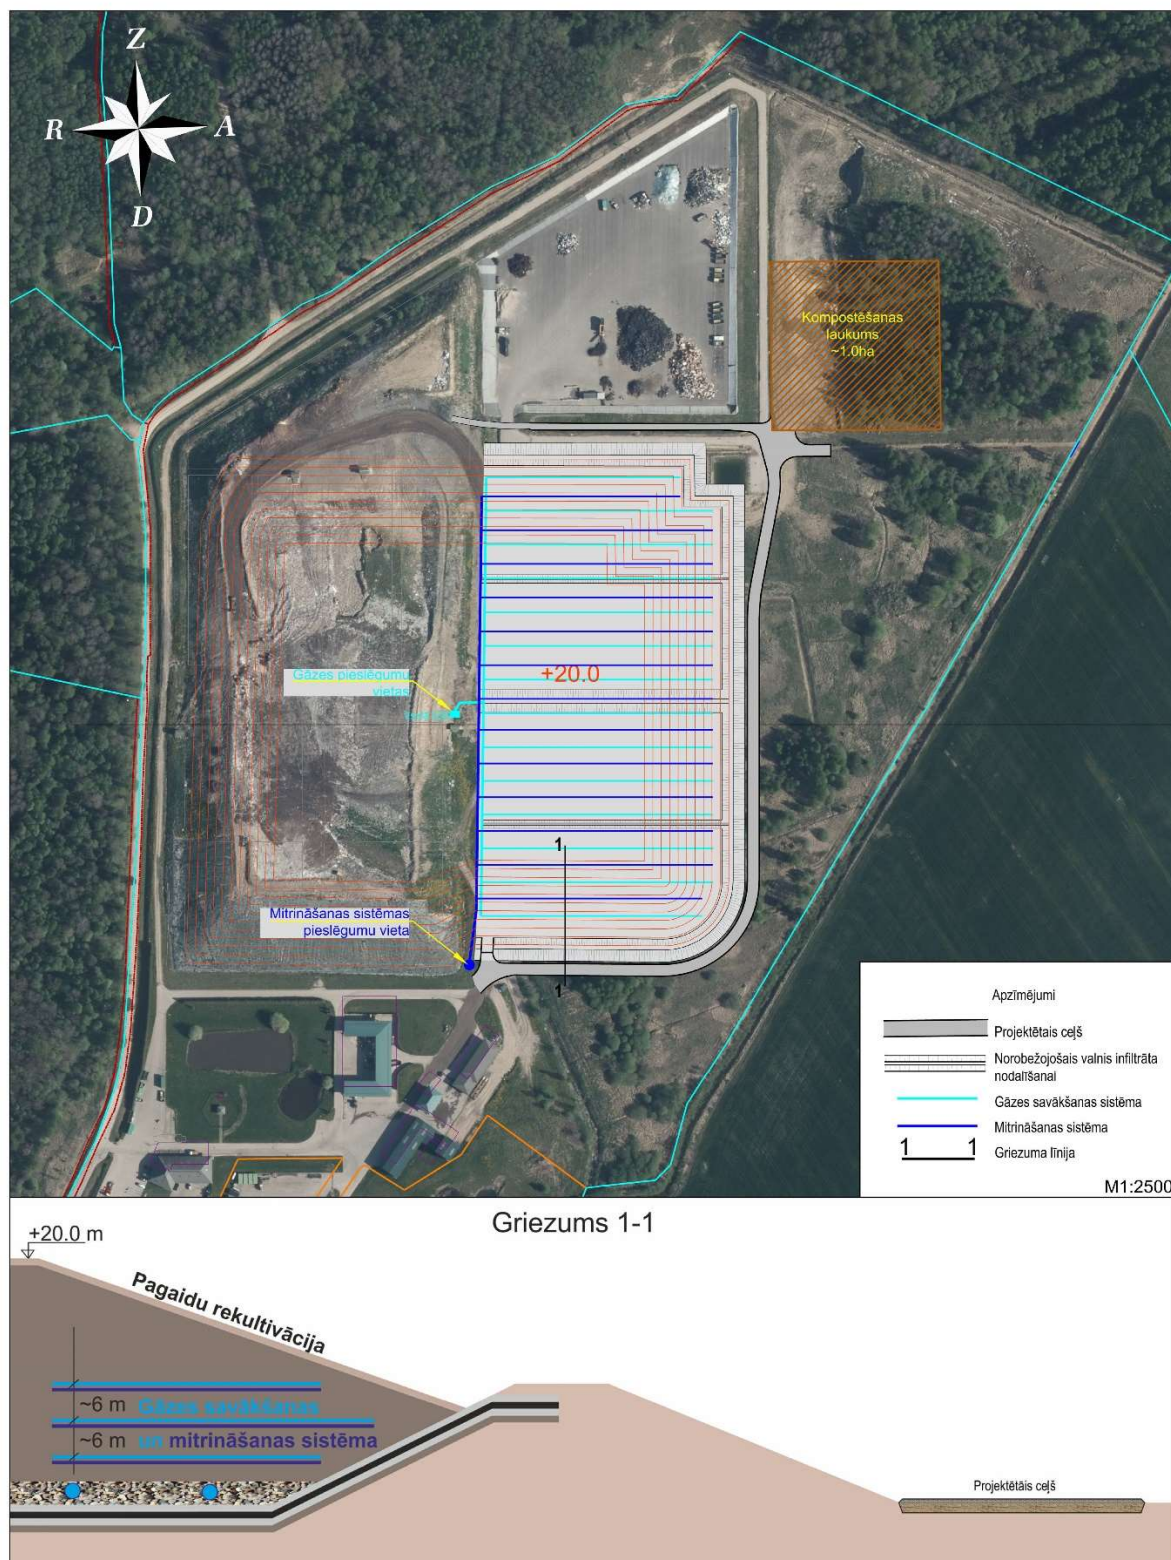 Z
R
A
D
Kompostēšanas
laukums
~1.0ha
Gāzes pieslēgumu
vietas
+20.0
1
Mitrināšanas sistēmas
pieslēgumu vieta
1
Apzīmējumi
Projektētais ceļš
Norobežojošais valnis infiltrāta
nodalīšanai
Gāzes savākšanas sistēma
Mitrināšanas sistēma
1 1
Griezuma līnija
M1:2500
Griezums 1-1
+20.0 m
Pagaidu rekultivācija
~6 m Gāzes savākšanas
~6 m un mitrināšanas sistēma
Projektētāis ceļš